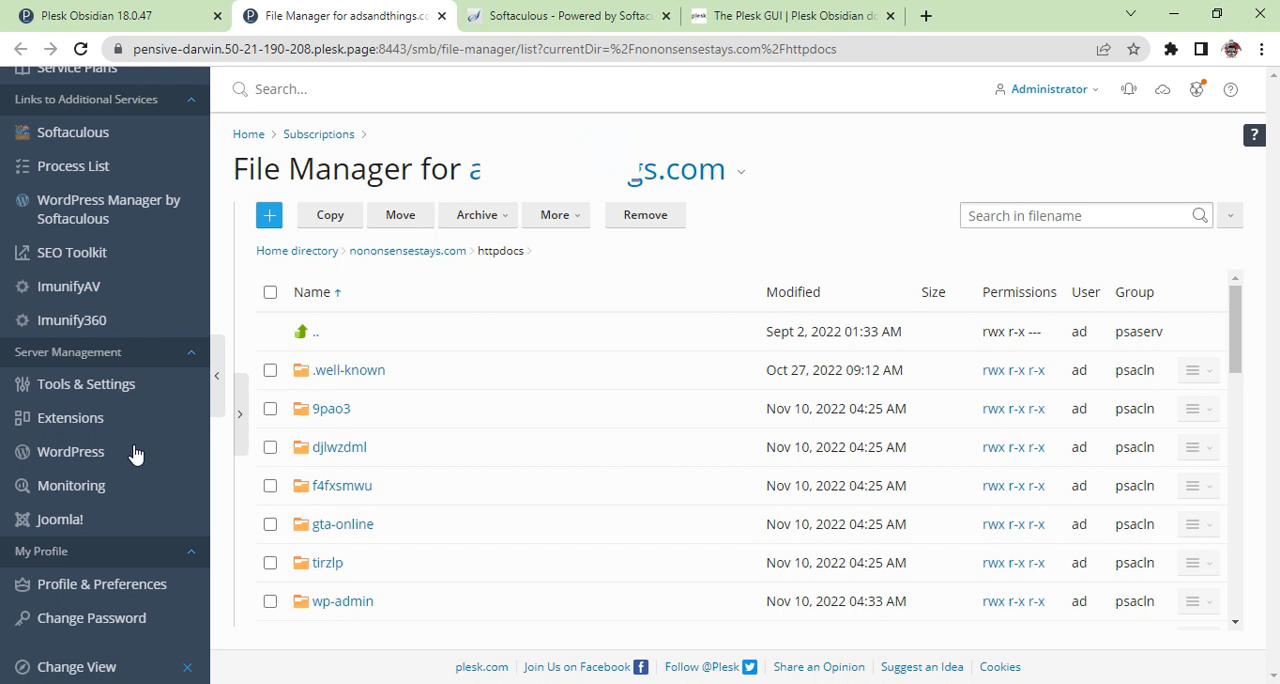 Plesk Obsidian 18.0.47
File Manager for adsandthings.c
Softaculous - Powered by Softac
plesk
The Plesk GUI | Plesk Obsidian do
pensive-darwin.50-21-190-208.plesk.page:8443/smb/file-manager/list?currentDir=%2Fnononsensestays.com%2Fhttpdocs
Service Plans
Links to Additional Services
Softaculous
Process List
WordPress Manager by
Softaculous
SEO Toolkit
ImunifyAV
Imunify360
Server Management
Tools & Settings
Extensions
WordPress
Monitoring
Joomla!
My Profile
Profile & Preferences
Change Password
Change View
Search...
Administrator
Home > Subscriptions >
?
File Manager for a gs.com
+ Copy Move Archive More Remove
Search in filename
Home directory > nononsensestays.com > httpdocs >
Name ↑ Modified Size Permissions User Group
.. Sept 2, 2022 01:33 AM rwx r-x --- ad psaserv
.well-known Oct 27, 2022 09:12 AM rwx r-x r-x ad psacln
9pao3 Nov 10, 2022 04:25 AM rwx r-x r-x ad psacln
djlwzdml Nov 10, 2022 04:25 AM rwx r-x r-x ad psacln
f4fxsmwu Nov 10, 2022 04:25 AM rwx r-x r-x ad psacln
gta-online Nov 10, 2022 04:25 AM rwx r-x r-x ad psacln
tirzlp Nov 10, 2022 04:25 AM rwx r-x r-x ad psacln
wp-admin Nov 10, 2022 04:33 AM rwx r-x r-x ad psacln
plesk.com Join Us on Facebook Follow @Plesk Share an Opinion Suggest an Idea Cookies